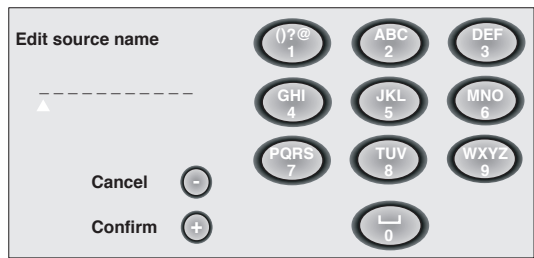 Edit source name
()?@
1
ABC
2
DEF
3
GHI
4
JKL
5
MNO
6
PQRS
7
TUV
8
WXYZ
9
Cancel -
Confirm +
0